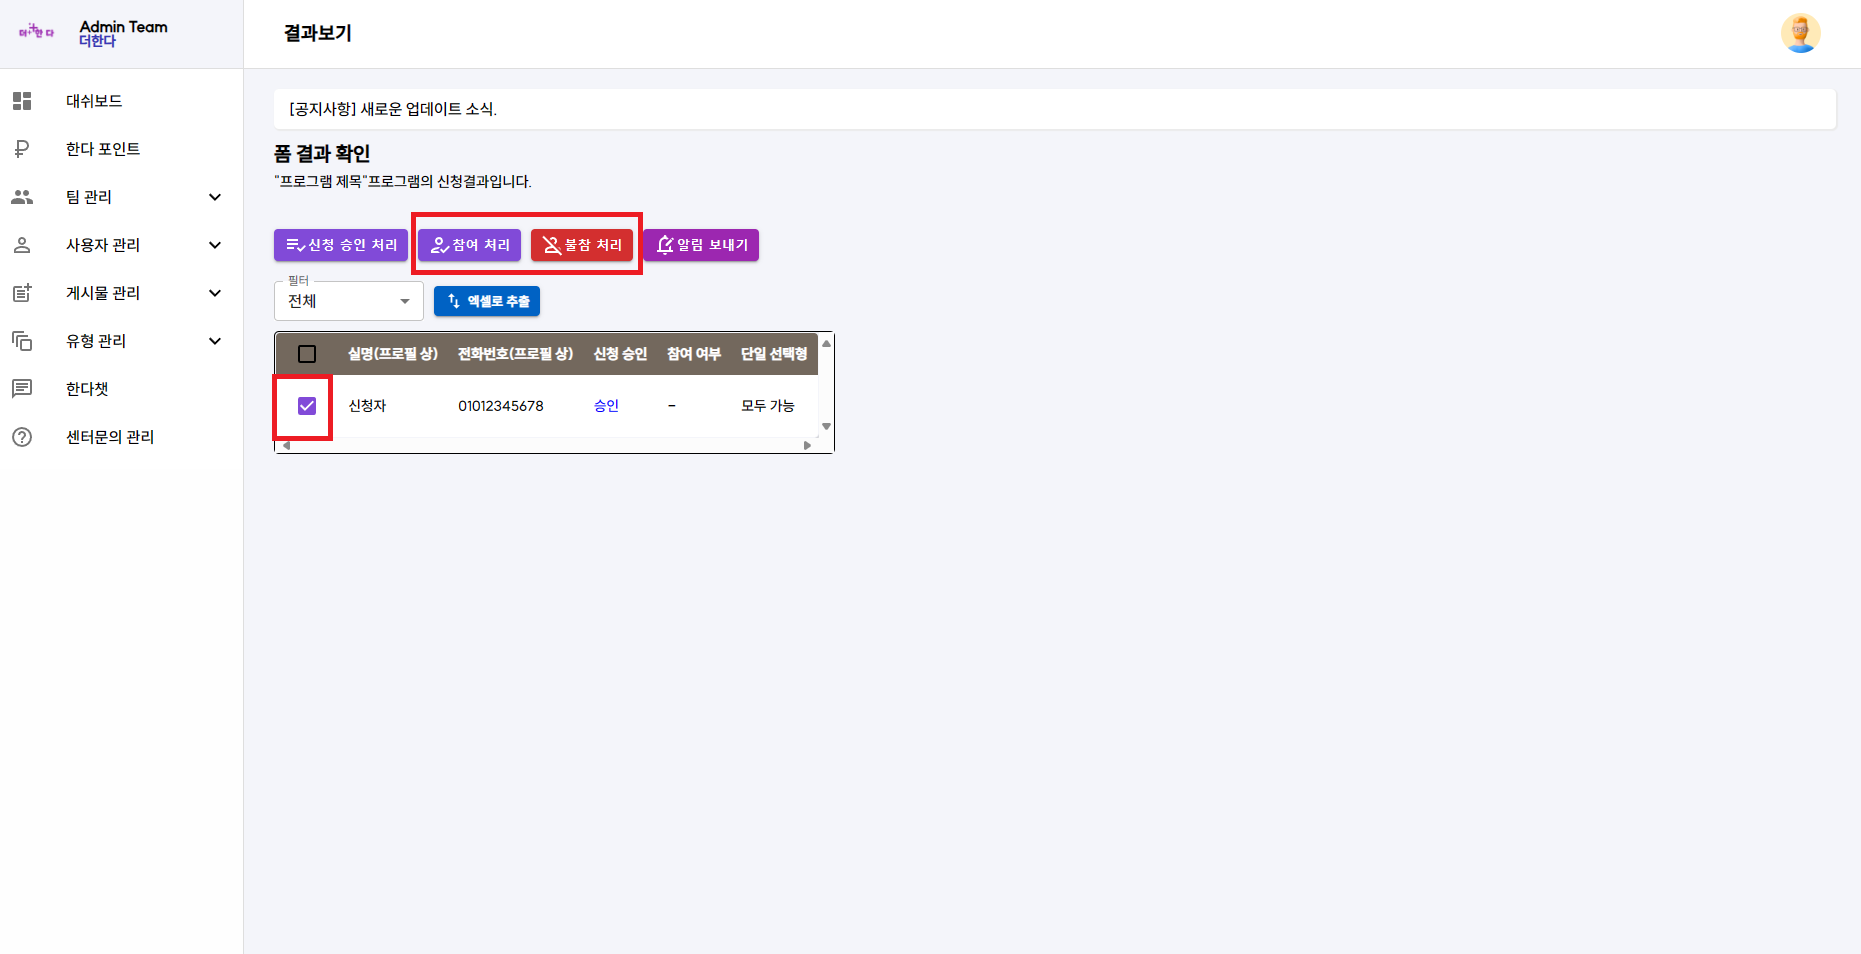 더한다
Admin Team
더한다
결과보기
대쉬보드
한다 포인트
팀 관리
사용자 관리
게시물 관리
유형 관리
한다챗
센터문의 관리
[공지사항] 새로운 업데이트 소식.
폼 결과 확인
"프로그램 제목"프로그램의 신청결과입니다.
신청 승인 처리 참여 처리 불참 처리 알림 보내기
필터
전체 엑셀로 추출
실명(프로필 상) 전화번호(프로필 상) 신청 승인 참여 여부 단일 선택형
신청자 01012345678 승인 - 모두 가능